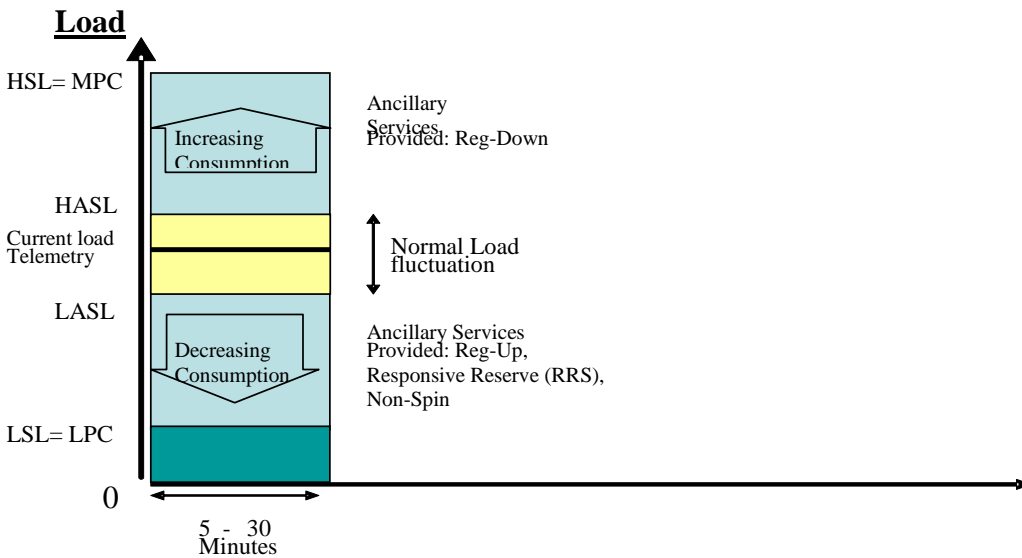 Load
HSL= MPC
Ancillary
Services
Provided: Reg-Down
Increasing
Consumption
HASL
Current load
Telemetry
Normal Load
fluctuation
LASL
Ancillary Services
Provided: Reg-Up,
Responsive Reserve (RRS),
Non-Spin
Decreasing
Consumption
LSL= LPC
0
5 - 30
Minutes